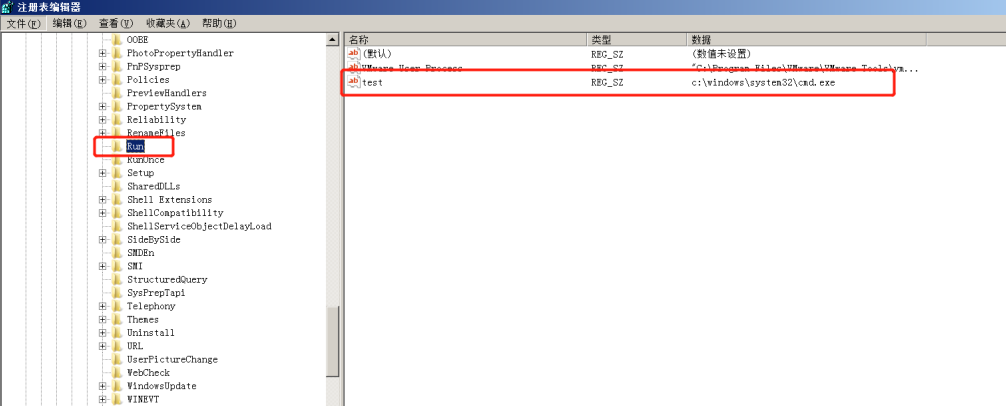 注册表编辑器
文件(F) 编辑(E) 查看(V) 收藏夹(A) 帮助(H)
OOBE
PhotoPropertyHandler
PnPSysprep
Policies
PreviewHandlers
PropertySystem
Reliability
RenameFiles
Run
RunOnce
Setup
SharedDLLs
Shell Extensions
ShellCompatibility
ShellServiceObjectDelayLoad
SideBySide
SMDEn
SMI
StructuredQuery
SysPrepTapi
Telephony
Themes
Uninstall
URL
UserPictureChange
WebCheck
WindowsUpdate
WINEVT
名称 类型 数据
(默认) REG_SZ (数值未设置)
VMware User Process REG_SZ "C:\Program Files\VMware\VMware Tools\vm...
test REG_SZ c:\windows\system32\cmd.exe